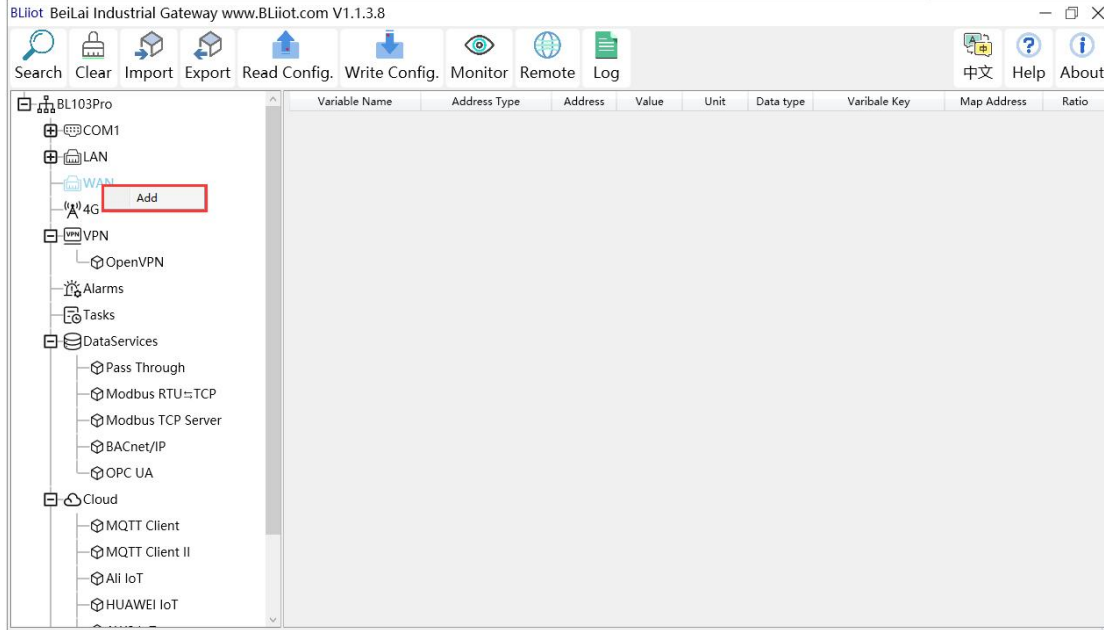 BLiiot BeiLai Industrial Gateway www.BLiiot.com V1.1.3.8
Search Clear Import Export Read Config. Write Config. Monitor Remote Log 中文 Help About
Variable Name Address Type Address Value Unit Data type Varibale Key Map Address Ratio
BL103Pro
COM1
LAN
WAN
Add
4G
VPN
OpenVPN
Alarms
Tasks
DataServices
Pass Through
Modbus RTU⇆TCP
Modbus TCP Server
BACnet/IP
OPC UA
Cloud
MQTT Client
MQTT Client II
Ali IoT
HUAWEI IoT